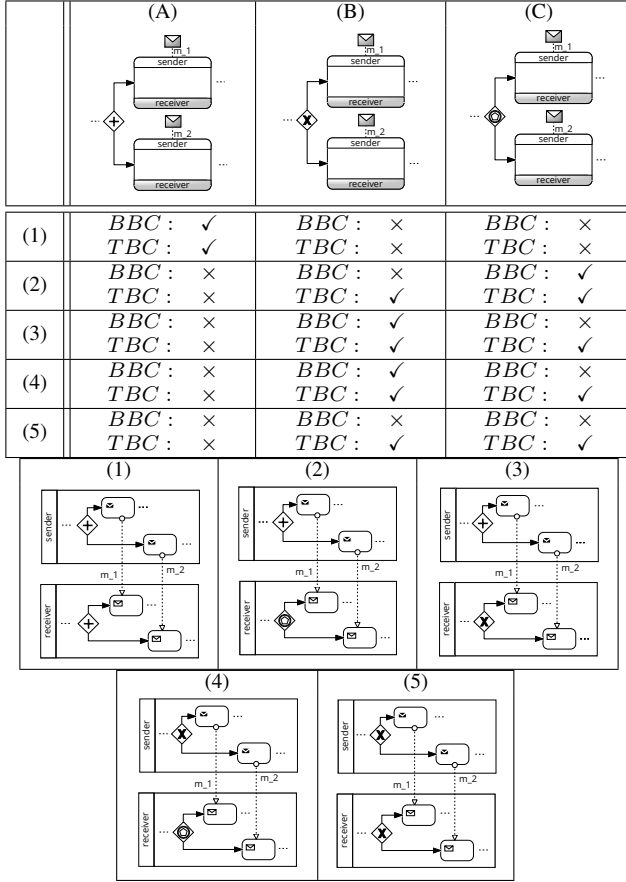 (A) (B) (C)
m_1 m_1 m_1
sender sender sender
... ... ...
receiver receiver receiver
... m_2 ... m_2 ... m_2
sender sender sender
... ... ...
receiver receiver receiver
(1) BBC : ✓ BBC : × BBC : ×
TBC : ✓ TBC : × TBC : ×
(2) BBC : × BBC : × BBC : ✓
TBC : × TBC : ✓ TBC : ✓
(3) BBC : × BBC : ✓ BBC : ×
TBC : × TBC : ✓ TBC : ✓
(4) BBC : × BBC : ✓ BBC : ×
TBC : × TBC : ✓ TBC : ✓
(5) BBC : × BBC : × BBC : ×
TBC : × TBC : ✓ TBC : ✓
(1) (2) (3)
sender ... ... sender ... ... sender ... ...
... ... ...
m_1 m_2 m_1 m_2 m_1 m_2
receiver ... ... receiver ... ... receiver ... ...
... ... ...
(4) (5)
sender ... ... sender ... ...
... ...
m_1 m_2 m_1 m_2
receiver ... ... receiver ... ...
... ...